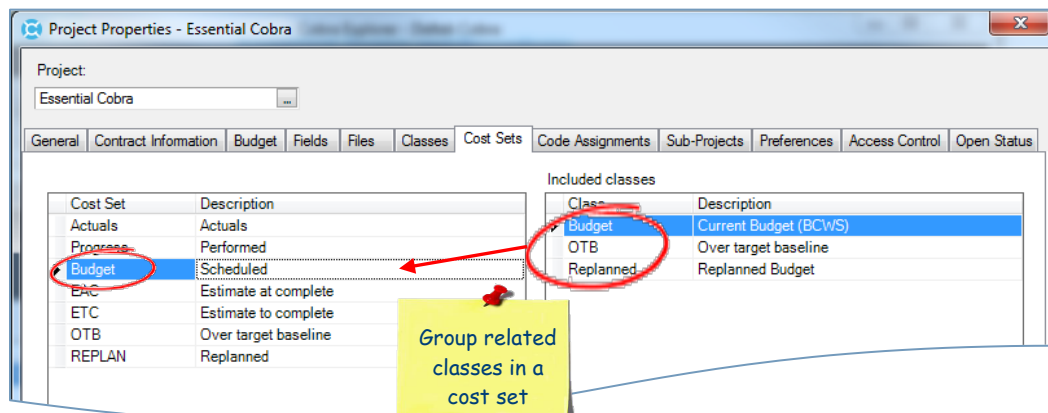 Project Properties - Essential Cobra
Project:
Essential Cobra
...
General Contract Information Budget Fields Files Classes Cost Sets Code Assignments Sub-Projects Preferences Access Control Open Status
Included classes
Cost Set Description
Actuals Actuals
Progress Performed
Budget Scheduled
EAC Estimate at complete
ETC Estimate to complete
OTB Over target baseline
REPLAN Replanned
Class Description
Budget Current Budget (BCWS)
OTB Over target baseline
Replanned Replanned Budget
Group related
classes in a
cost set